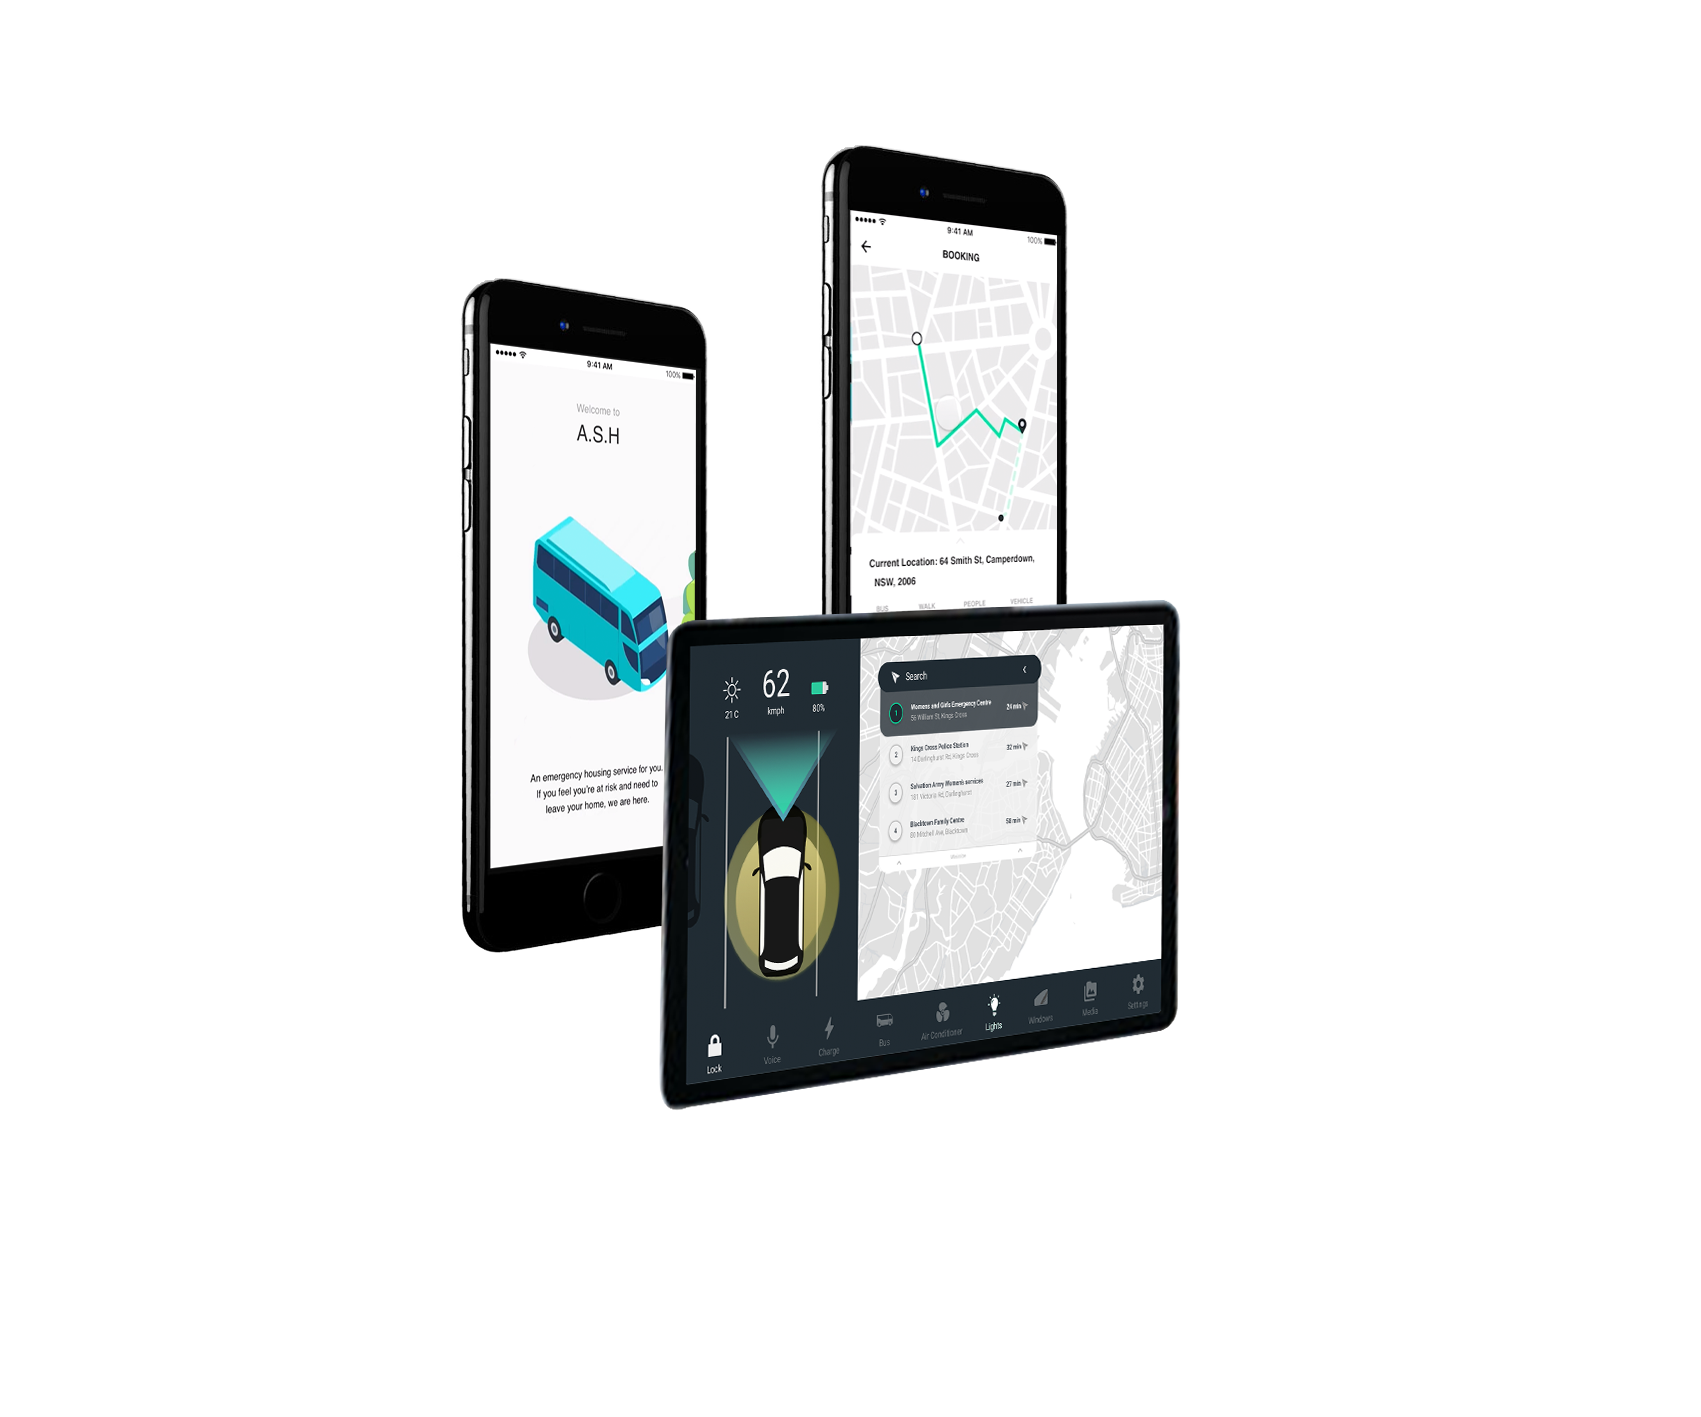 9:41 AM
100%
Welcome to
A.S.H
An emergency housing service for you.
If you feel you're at risk and need to
leave your home, we are here.
9:41 AM
100%
BOOKING
Current Location: 64 Smith St, Camperdown,
NSW, 2006
BUS WALK PEOPLE VEHICLE
62
kmph
21 C
80%
Search
1
Womens and Girls Emergency Centre
56 William St, Kings Cross
24 min
2
Kings Cross Police Station
14 Darlinghurst Rd, Kings Cross
32 min
3
Salvation Army Women's services
181 Victoria Rd, Darlinghurst
27 min
4
Blacktown Family Centre
80 Mitchell Ave, Blacktown
58 min
Lock
Voice
Charge
Bus
Air Conditioner
Lights
Windows
Media
Settings